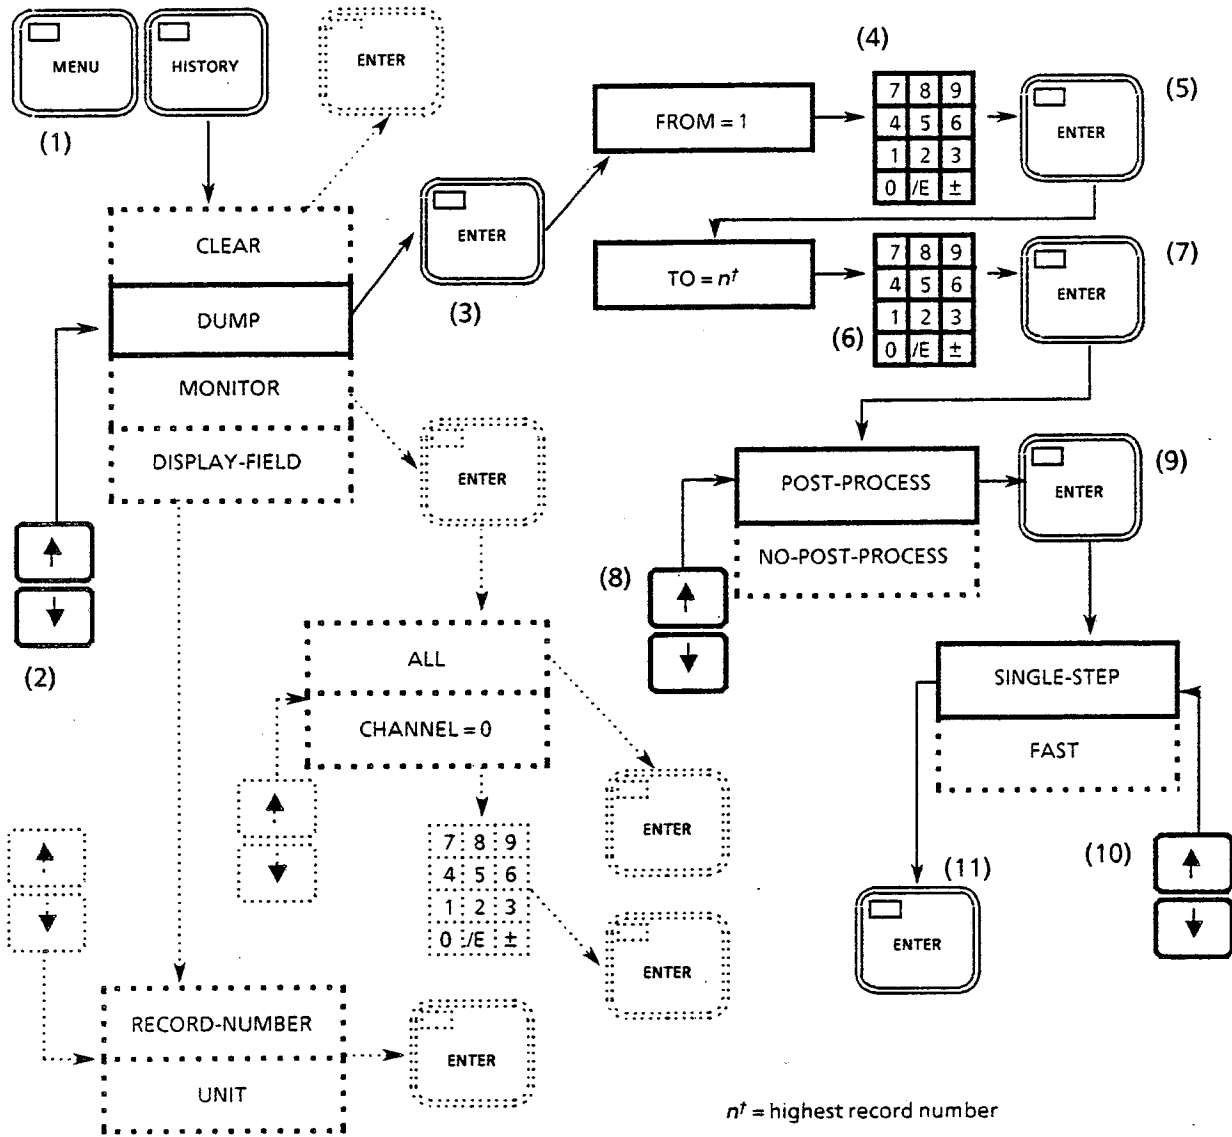 MENU
HISTORY
(1)
ENTER
CLEAR
DUMP
MONITOR
DISPLAY-FIELD
(2)
ENTER
(3)
FROM = 1
(4)
7 8 9
4 5 6
1 2 3
0 /E ±
ENTER
(5)
TO = n†
7 8 9
4 5 6
1 2 3
0 /E ±
(6)
ENTER
(7)
POST-PROCESS
NO-POST-PROCESS
(8)
ENTER
(9)
SINGLE-STEP
FAST
(10)
(11)
ENTER
ENTER
ALL
CHANNEL = 0
7 8 9
4 5 6
1 2 3
0 /E ±
ENTER
ENTER
RECORD-NUMBER
UNIT
ENTER
n† = highest record number